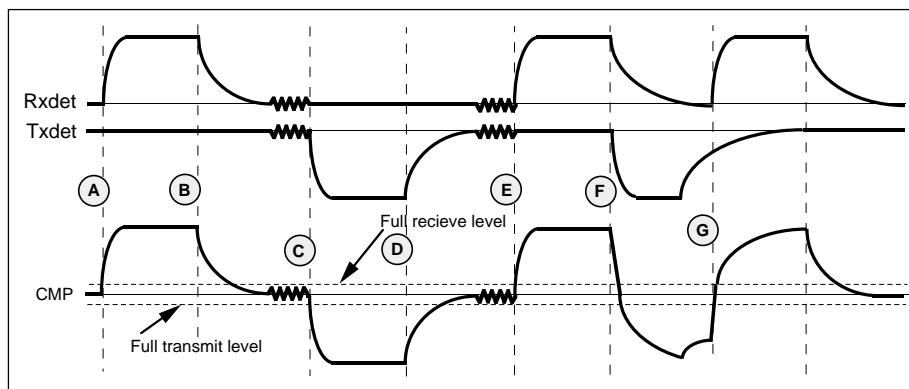 Rxdet
Txdet
A
B
E
F
Full recieve level
C
D
G
CMP
Full transmit level